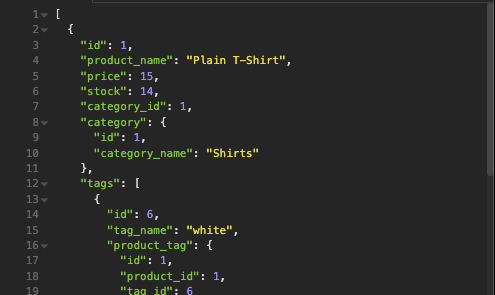 1 [
2 {
3 "id": 1,
4 "product_name": "Plain T-Shirt",
5 "price": 15,
6 "stock": 14,
7 "category_id": 1,
8 "category": {
9 "id": 1,
10 "category_name": "Shirts"
11 },
12 "tags": [
13 {
14 "id": 6,
15 "tag_name": "white",
16 "product_tag": {
17 "id": 1,
18 "product_id": 1,
19 "tag_id": 6